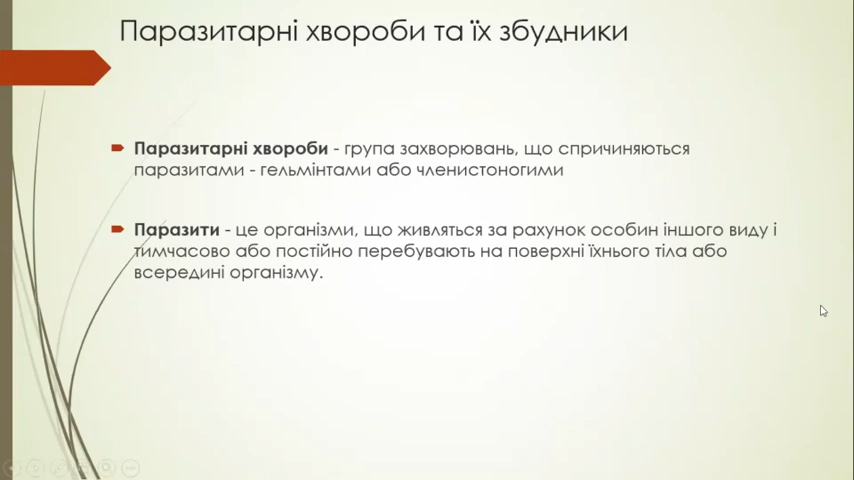 Паразитарні хвороби та їх збудники
Паразитарні хвороби - група захворювань, що спричиняються
паразитами - гельмінтами або членистоногими
Паразити - це організми, що живляться за рахунок особин іншого виду і
тимчасово або постійно перебувають на поверхні їхнього тіла або
всередині організму.